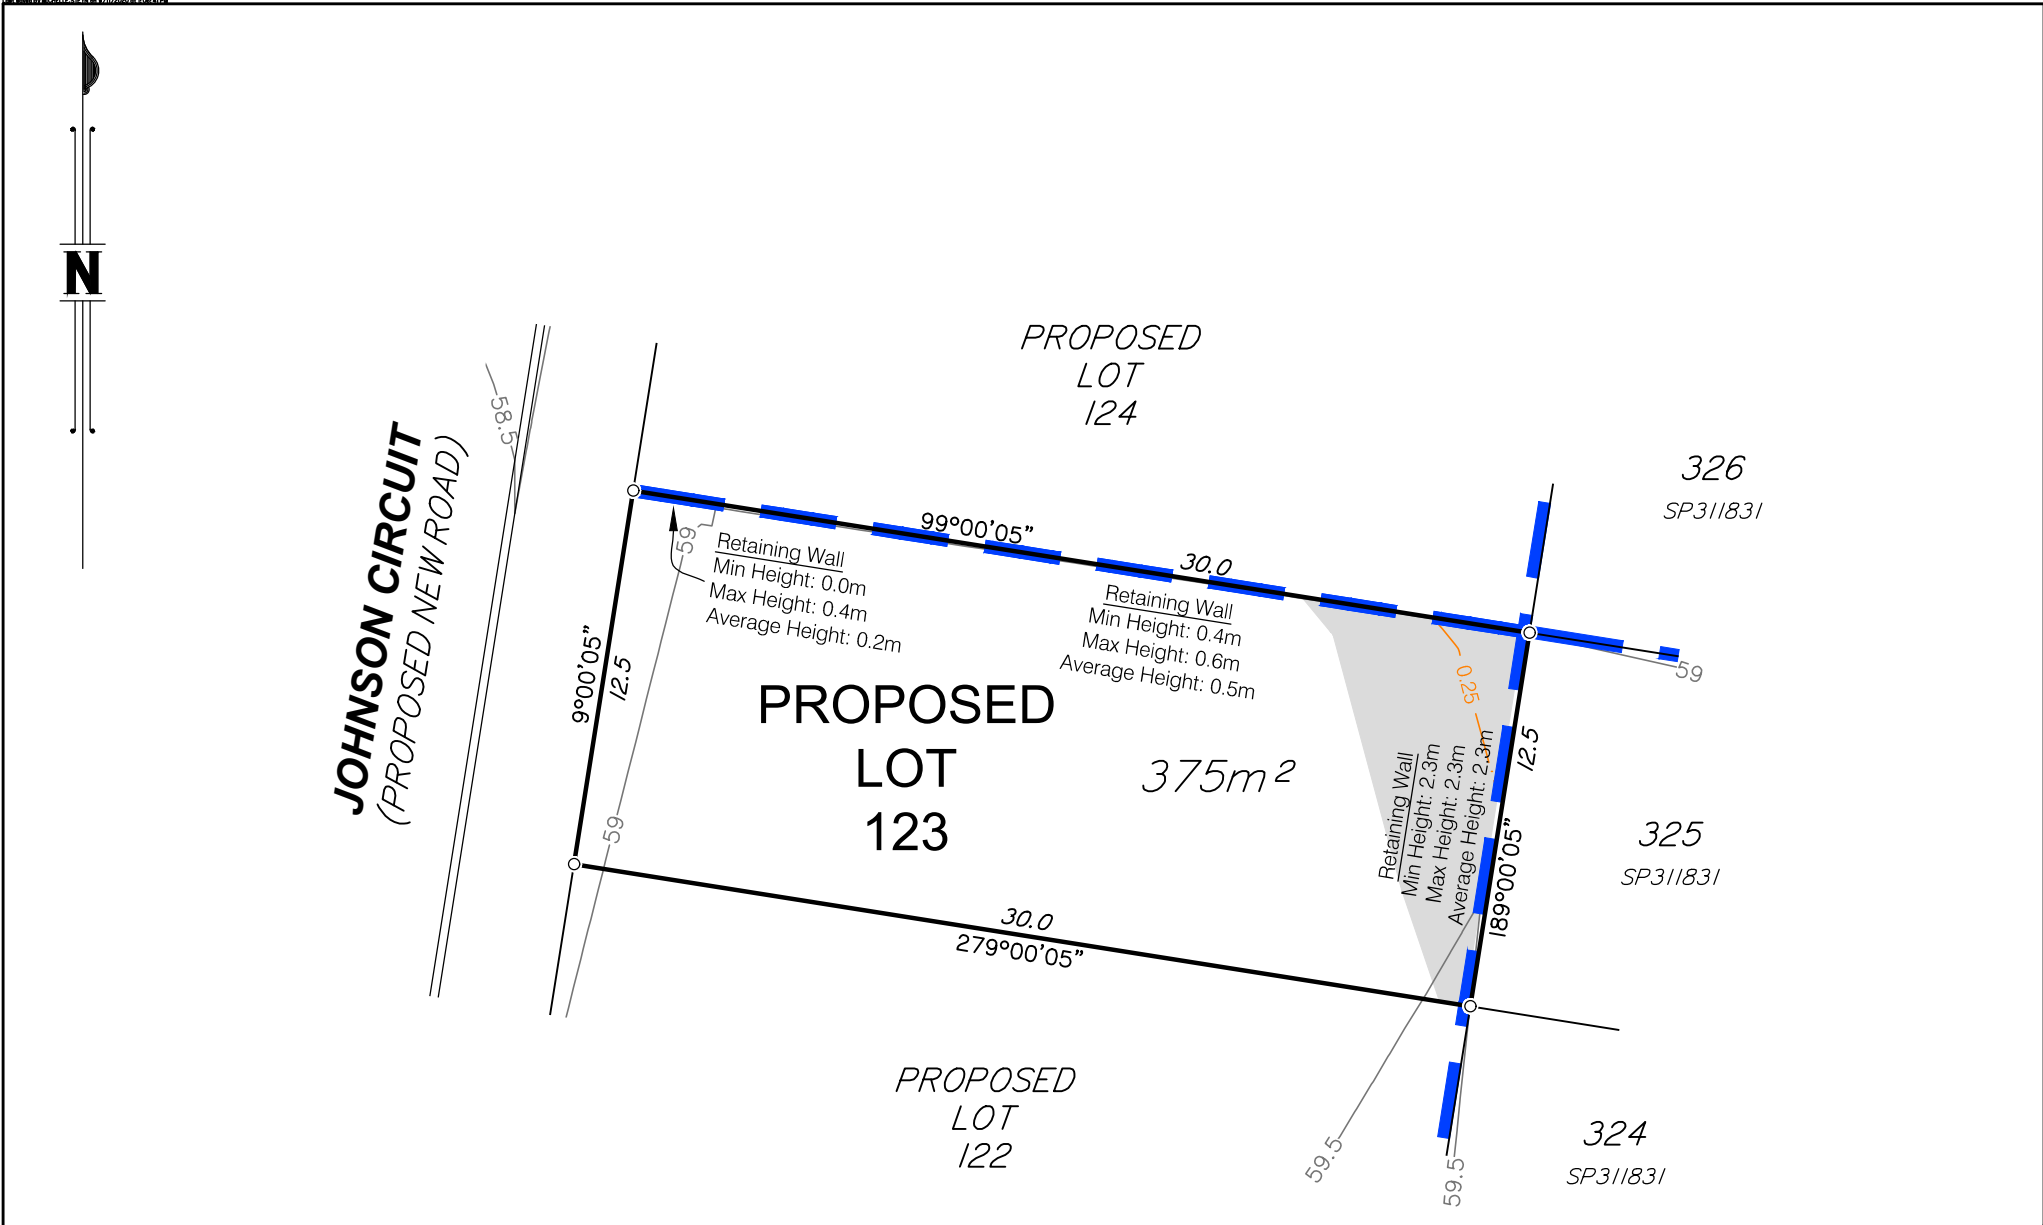 N
PROPOSED
LOT
124
326
SP311831
58.5
JOHNSON CIRCUIT
(PROPOSED NEW ROAD)
99°00'05"
30.0
59
Retaining Wall
Min Height: 0.0m
Max Height: 0.4m
Average Height: 0.2m
Retaining Wall
Min Height: 0.4m
Max Height: 0.6m
Average Height: 0.5m
9°00'05"
12.5
0.25
59
PROPOSED
LOT
123
375m²
Retaining Wall
Min Height: 2.3m
Max Height: 2.3m
Average Height: 2.3m
12.5
189°00'05"
325
SP311831
59
30.0
279°00'05"
PROPOSED
LOT
122
59.5
59.5
324
SP311831